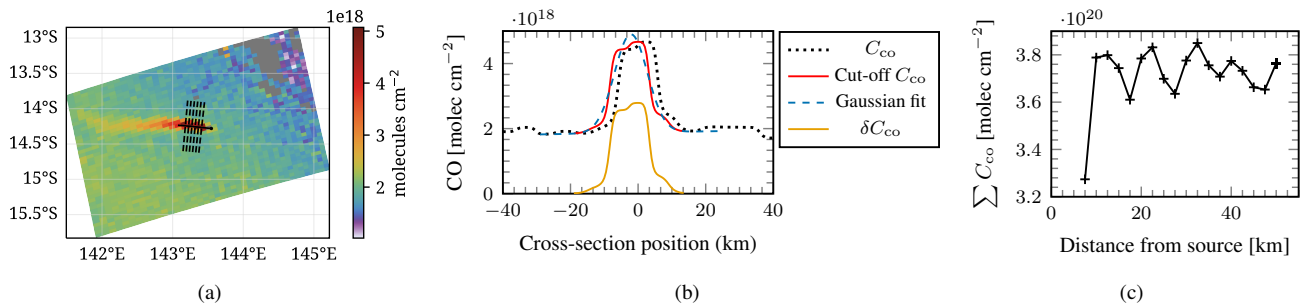 1e18
13°S
13.5°S
14°S
14.5°S
15°S
15.5°S
142°E
143°E
144°E
145°E
5
4
3
2
molecules cm⁻²
(a)
·10¹⁸
4
2
0
CO [molec cm⁻²]
−40
−20
0
20
40
Cross-section position (km)
C_co
Cut-off C_co
Gaussian fit
δC_co
(b)
·10²⁰
3.8
3.6
3.4
3.2
∑ C_co [molec cm⁻²]
0
20
40
Distance from source [km]
(c)